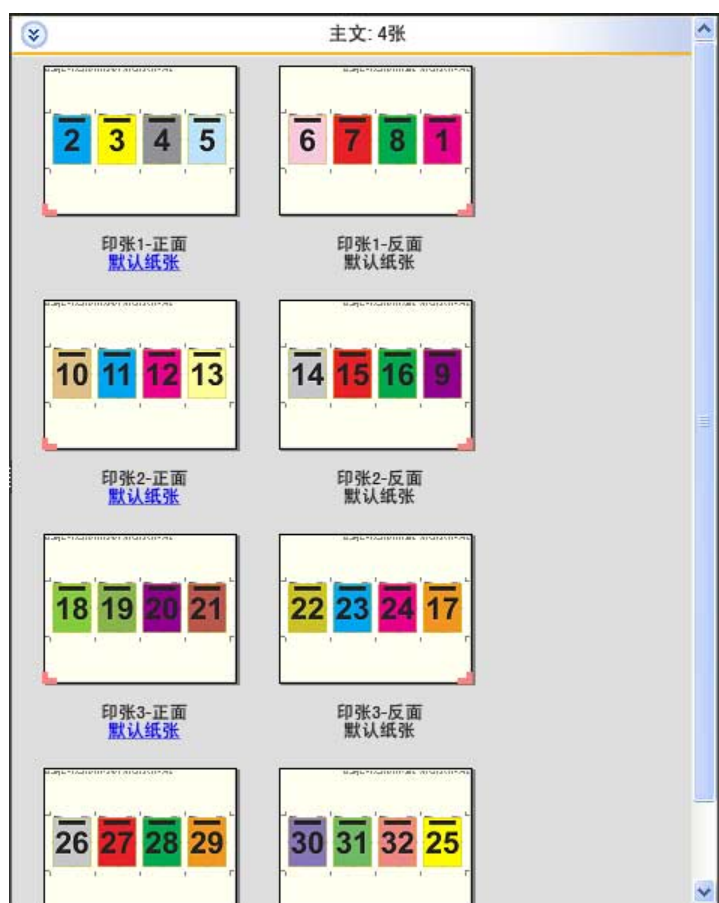 主文: 4张
2 3 4 5
6 7 8 1
印张1-正面
默认纸张
印张1-反面
默认纸张
10 11 12 13
14 15 16 9
印张2-正面
默认纸张
印张2-反面
默认纸张
18 19 20 21
22 23 24 17
印张3-正面
默认纸张
印张3-反面
默认纸张
26 27 28 29
30 31 32 25